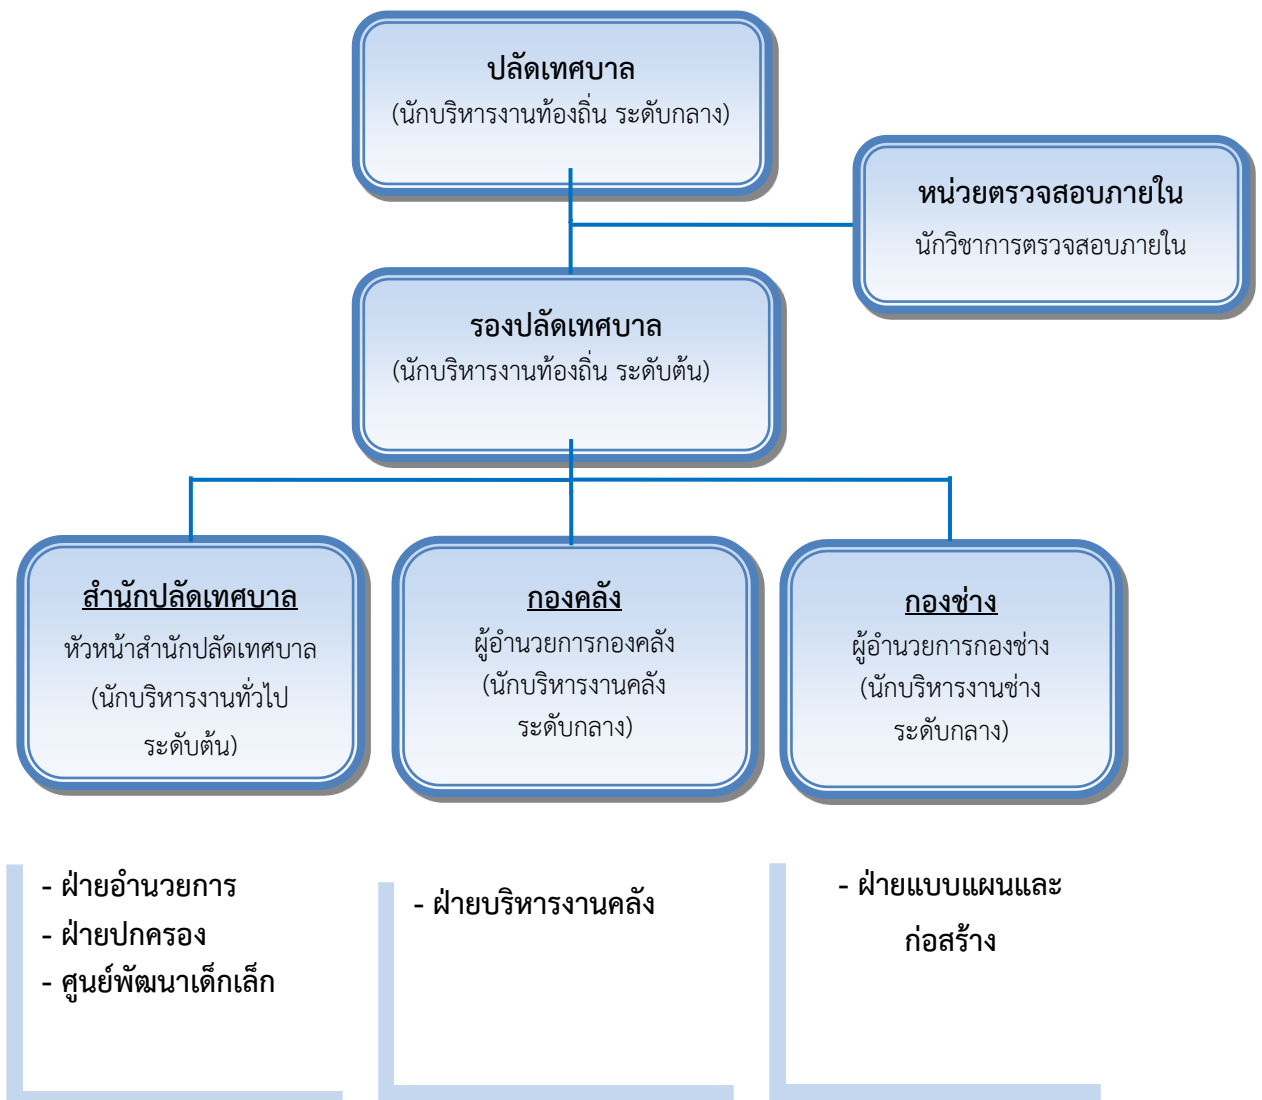 ปลัดเทศบาล
(นักบริหารงานท้องถิ่น ระดับกลาง)
หน่วยตรวจสอบภายใน
นักวิชาการตรวจสอบภายใน
รองปลัดเทศบาล
(นักบริหารงานท้องถิ่น ระดับต้น)
สำนักปลัดเทศบาล
หัวหน้าสำนักปลัดเทศบาล
(นักบริหารงานทั่วไป
ระดับต้น)
กองคลัง
ผู้อำนวยการกองคลัง
(นักบริหารงานคลัง
ระดับกลาง)
กองช่าง
ผู้อำนวยการกองช่าง
(นักบริหารงานช่าง
ระดับกลาง)
- ฝ่ายอำนวยการ
- ฝ่ายปกครอง
- ศูนย์พัฒนาเด็กเล็ก
- ฝ่ายบริหารงานคลัง
- ฝ่ายแบบแผนและ
ก่อสร้าง